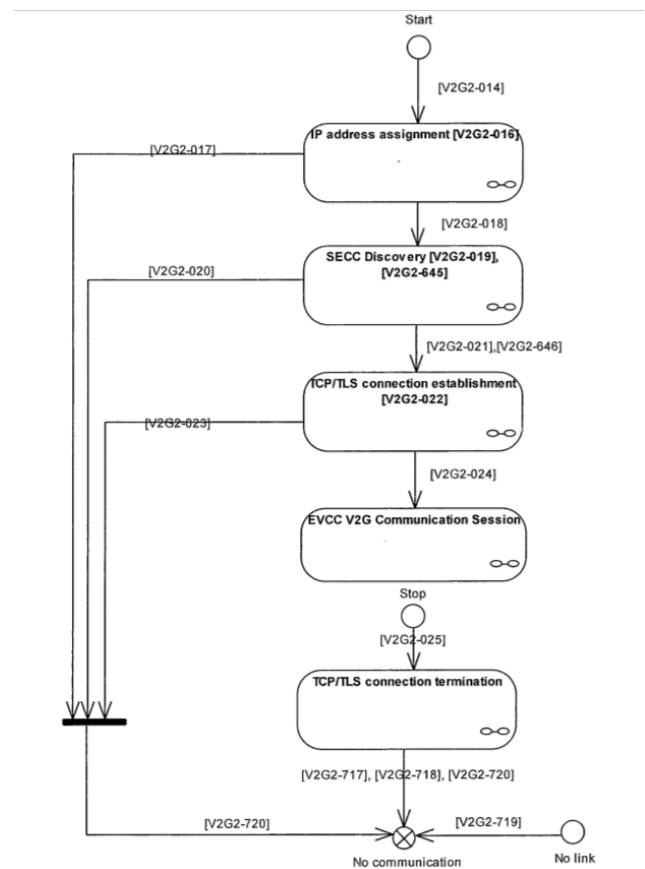 Start
[V2G2-014]
IP address assignment [V2G2-016]
[V2G2-017]
[V2G2-018]
SECC Discovery [V2G2-019],
[V2G2-645]
[V2G2-020]
[V2G2-021],[V2G2-646]
TCP/TLS connection establishment
[V2G2-022]
[V2G2-023]
[V2G2-024]
EVCC V2G Communication Session
Stop
[V2G2-025]
TCP/TLS connection termination
[V2G2-717], [V2G2-718], [V2G2-720]
[V2G2-720]
[V2G2-719]
No communication
No link